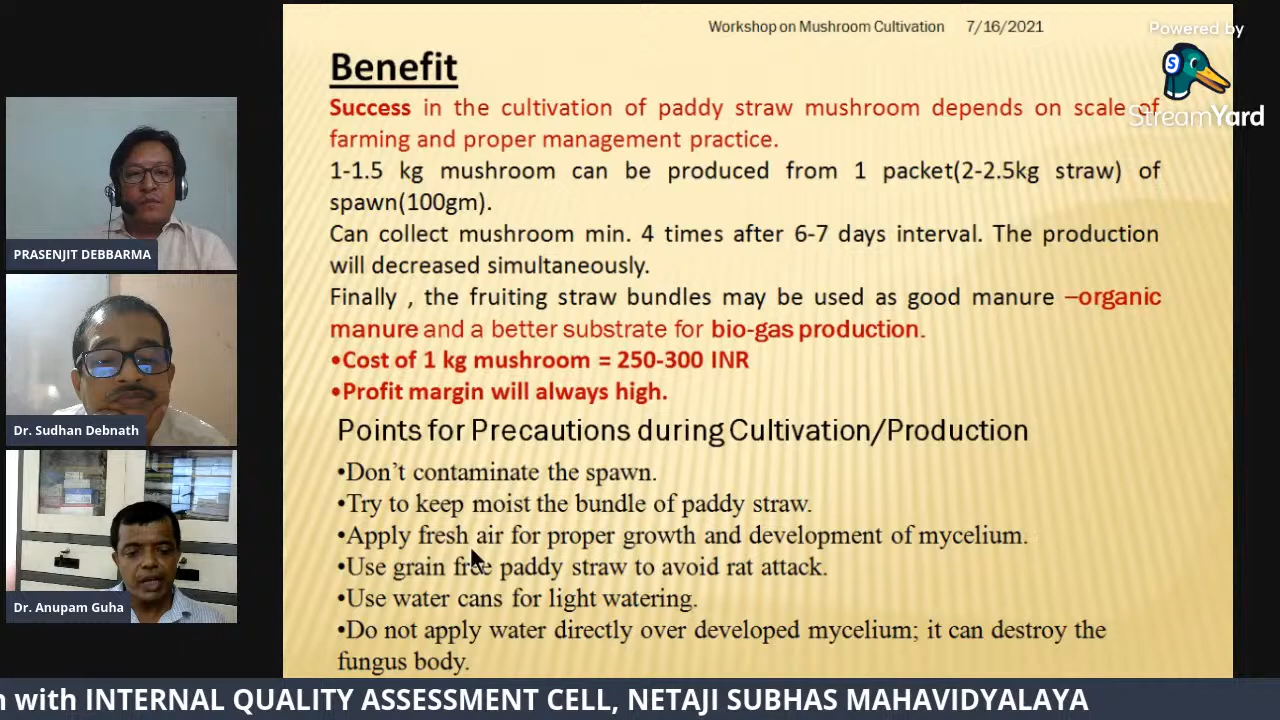 Workshop on Mushroom Cultivation 7/16/2021
Powered by
StreamYard
Benefit
Success in the cultivation of paddy straw mushroom depends on scale of
farming and proper management practice.
1-1.5 kg mushroom can be produced from 1 packet(2-2.5kg straw) of
spawn(100gm).
Can collect mushroom min. 4 times after 6-7 days interval. The production
will decreased simultaneously.
Finally , the fruiting straw bundles may be used as good manure –organic
manure and a better substrate for bio-gas production.
•Cost of 1 kg mushroom = 250-300 INR
•Profit margin will always high.
Points for Precautions during Cultivation/Production
•Don't contaminate the spawn.
•Try to keep moist the bundle of paddy straw.
•Apply fresh air for proper growth and development of mycelium.
•Use grain free paddy straw to avoid rat attack.
•Use water cans for light watering.
•Do not apply water directly over developed mycelium; it can destroy the
fungus body.
PRASENJIT DEBBARMA
Dr. Sudhan Debnath
Dr. Anupam Guha
with INTERNAL QUALITY ASSESSMENT CELL, NETAJI SUBHAS MAHAVIDYALAYA